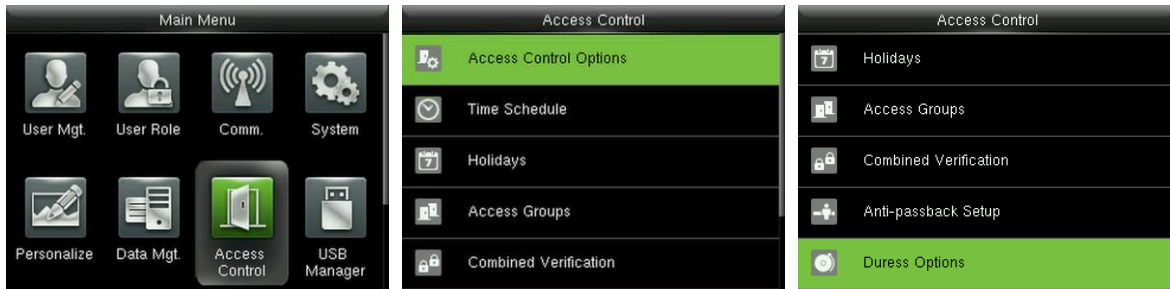 Main Menu
User Mgt.
User Role
Comm.
System
Personalize
Data Mgt.
Access
Control
USB
Manager
Access Control
Access Control Options
Time Schedule
7
Holidays
Access Groups
Combined Verification
Access Control
7
Holidays
Access Groups
Combined Verification
Anti-passback Setup
Duress Options